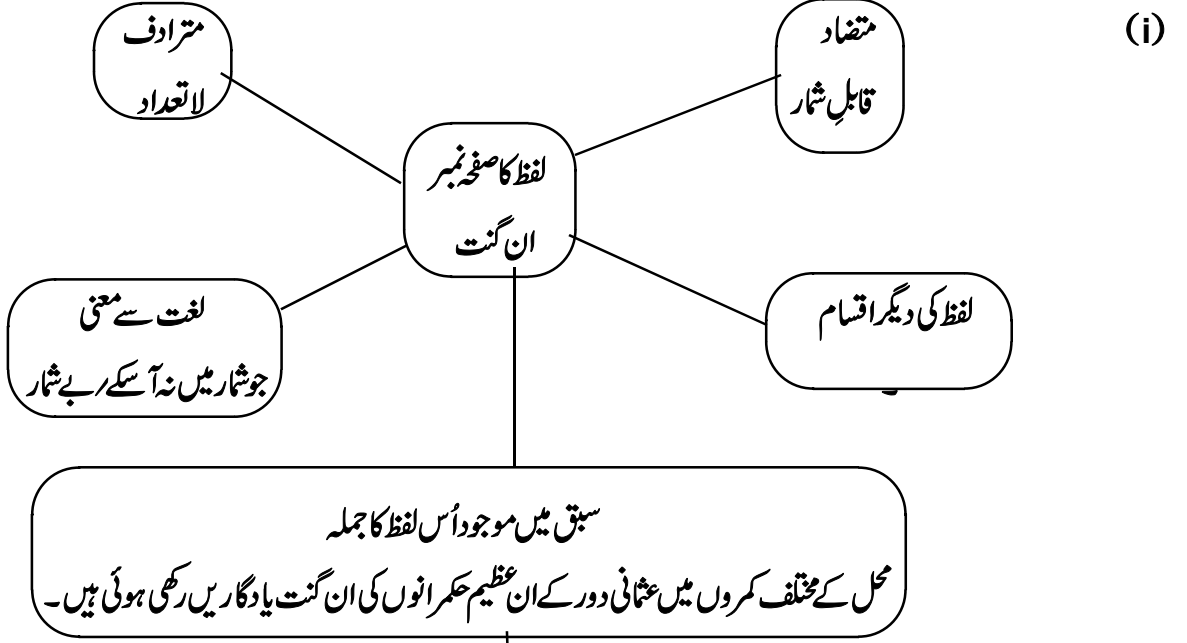 (i)
متضاد
قابلِ شمار
مترادف
لاتعداد
لفظ کا صفحہ نمبر
ان گنت
لفظ کی دیگر اقسام
لغت سے معنی
جو شمار میں نہ آ سکے ر بے شمار
سبق میں موجود اُس لفظ کا جملہ
محل کے مختلف کمروں میں عثمانی دور کے ان عظیم حکمرانوں کی ان گنت یادگاریں رکھی ہوئی ہیں۔